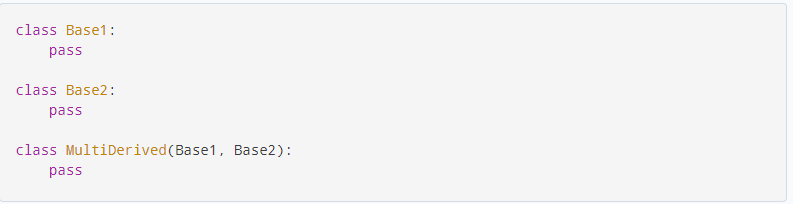 class Base1:
    pass
class Base2:
    pass
class MultiDerived(Base1, Base2):
    pass